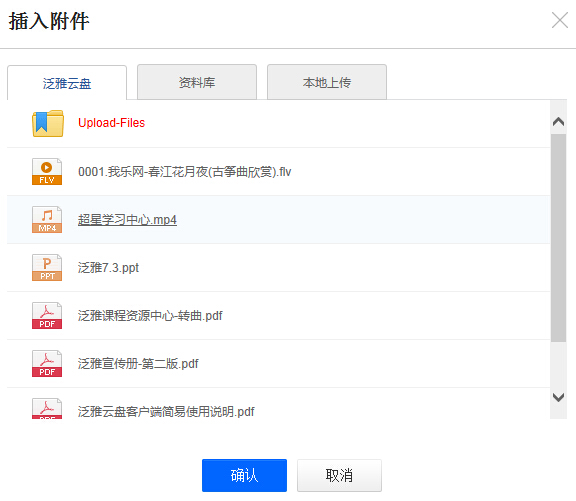 插入附件
泛雅云盘
资料库
本地上传
Upload-Files
FLV
0001.我乐网-春江花月夜(古筝曲欣赏).flv
MP4
超星学习中心.mp4
P
PPT
泛雅7.3.ppt
PDF
泛雅课程资源中心-转曲.pdf
PDF
泛雅宣传册-第二版.pdf
PDF
泛雅云盘客户端简易使用说明.pdf
确认
取消